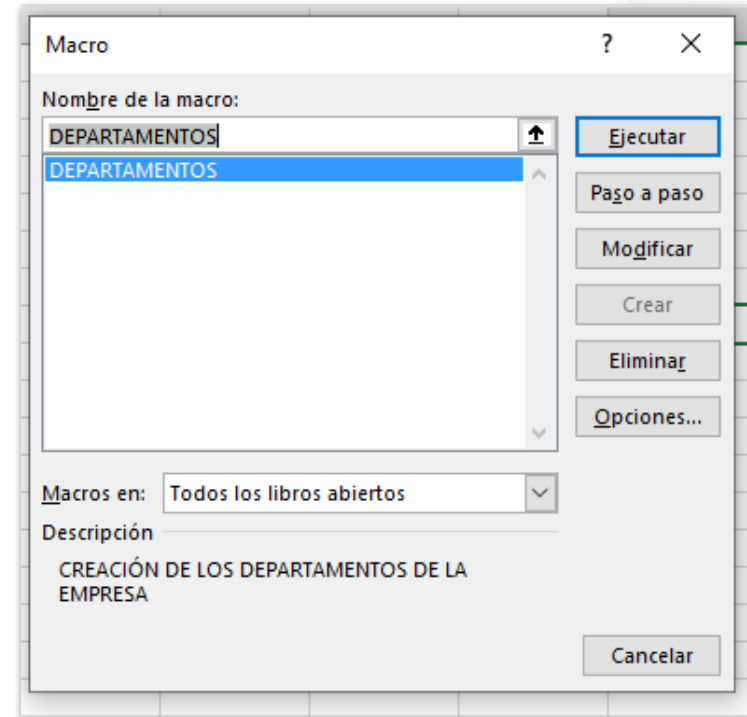 Macro ?
Nombre de la macro:
DEPARTAMENTOS
Ejecutar
DEPARTAMENTOS
Paso a paso
Modificar
Crear
Eliminar
Opciones...
Macros en: Todos los libros abiertos
Descripción
CREACIÓN DE LOS DEPARTAMENTOS DE LA
EMPRESA
Cancelar